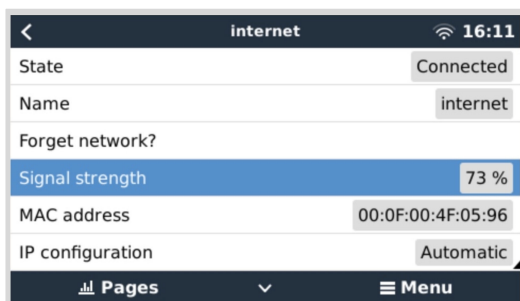 internet 16:11
State Connected
Name internet
Forget network?
Signal strength 73 %
MAC address 00:0F:00:4F:05:96
IP configuration Automatic
Pages Menu